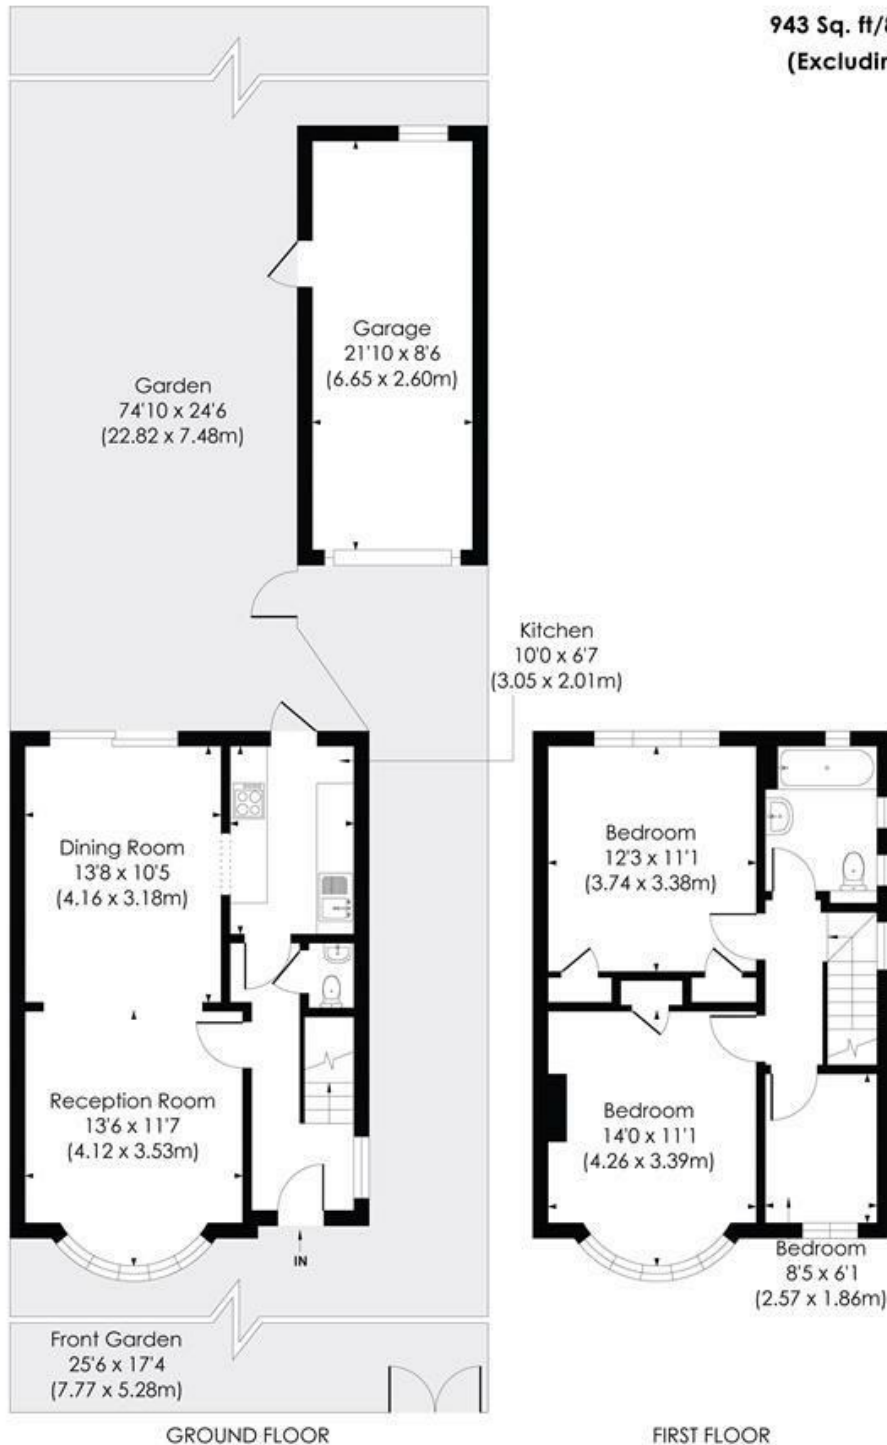 943 Sq. ft/8
(Excludin
Garage
21'10 x 8'6
(6.65 x 2.60m)
Garden
74'10 x 24'6
(22.82 x 7.48m)
Kitchen
10'0 x 6'7
(3.05 x 2.01m)
Dining Room
13'8 x 10'5
(4.16 x 3.18m)
Bedroom
12'3 x 11'1
(3.74 x 3.38m)
Reception Room
13'6 x 11'7
(4.12 x 3.53m)
Bedroom
14'0 x 11'1
(4.26 x 3.39m)
IN
Bedroom
8'5 x 6'1
(2.57 x 1.86m)
Front Garden
25'6 x 17'4
(7.77 x 5.28m)
GROUND FLOOR
FIRST FLOOR